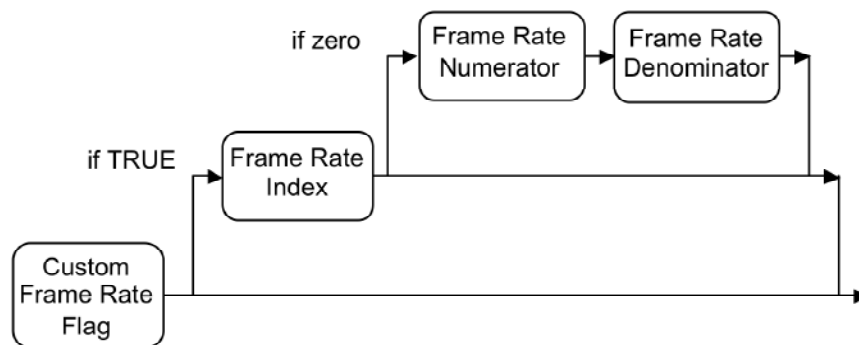 if zero
Frame Rate
Numerator
Frame Rate
Denominator
if TRUE
Frame Rate
Index
Custom
Frame Rate
Flag